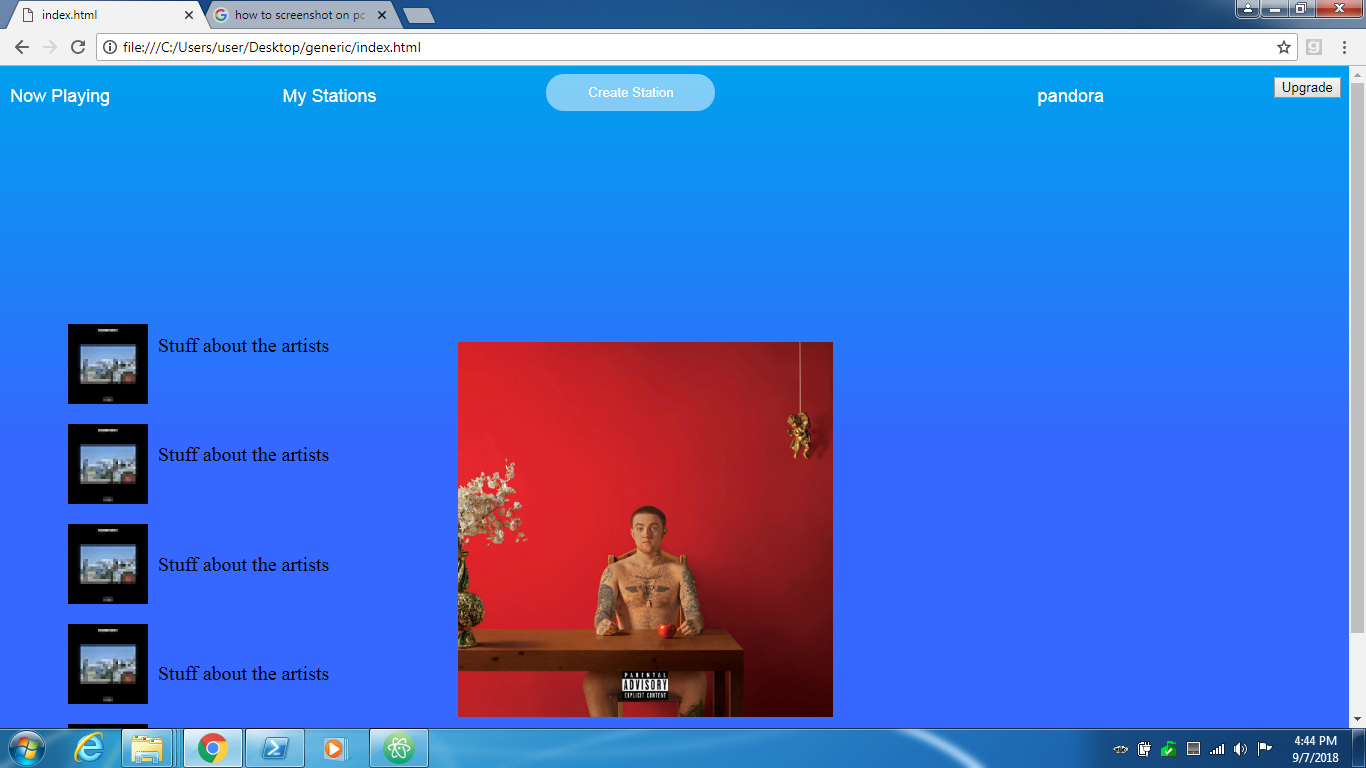 index.html
how to screenshot on pc
file:///C:/Users/user/Desktop/generic/index.html
Now Playing
My Stations
Create Station
pandora
Upgrade
Stuff about the artists
Stuff about the artists
Stuff about the artists
Stuff about the artists
PARENTAL
ADVISORY
EXPLICIT CONTENT
4:44 PM
9/7/2018